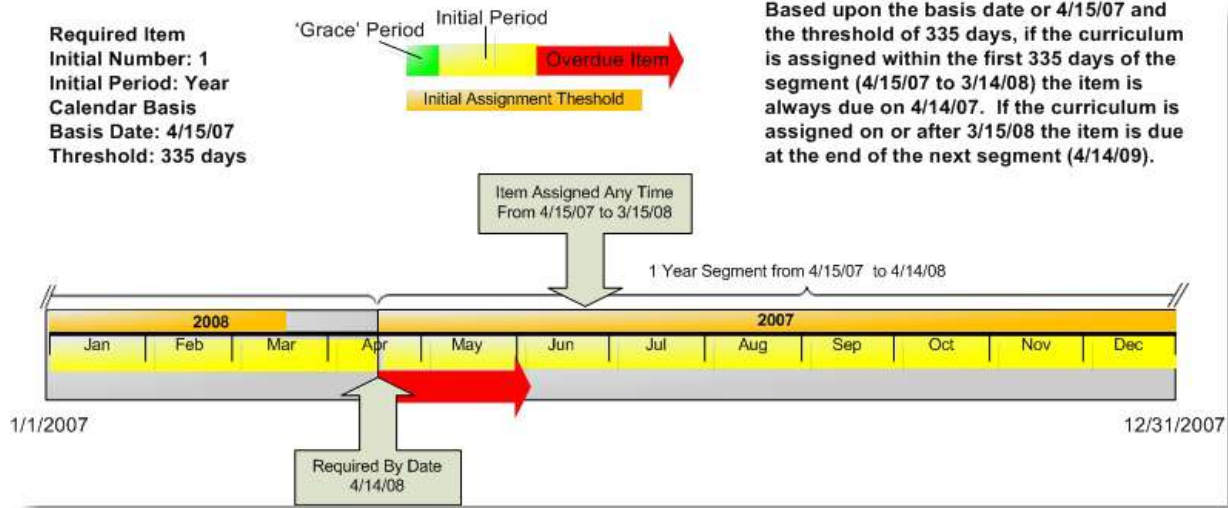 Required Item
Initial Number: 1
Initial Period: Year
Calendar Basis
Basis Date: 4/15/07
Threshold: 335 days
'Grace' Period
Initial Period
Overdue Item
Initial Assignment Theshold
Based upon the basis date or 4/15/07 and
the threshold of 335 days, if the curriculum
is assigned within the first 335 days of the
segment (4/15/07 to 3/14/08) the item is
always due on 4/14/07. If the curriculum is
assigned on or after 3/15/08 the item is due
at the end of the next segment (4/14/09).
Item Assigned Any Time
From 4/15/07 to 3/15/08
1 Year Segment from 4/15/07 to 4/14/08
2008
2007
Jan Feb Mar Apr May Jun Jul Aug Sep Oct Nov Dec
1/1/2007
12/31/2007
Required By Date
4/14/08